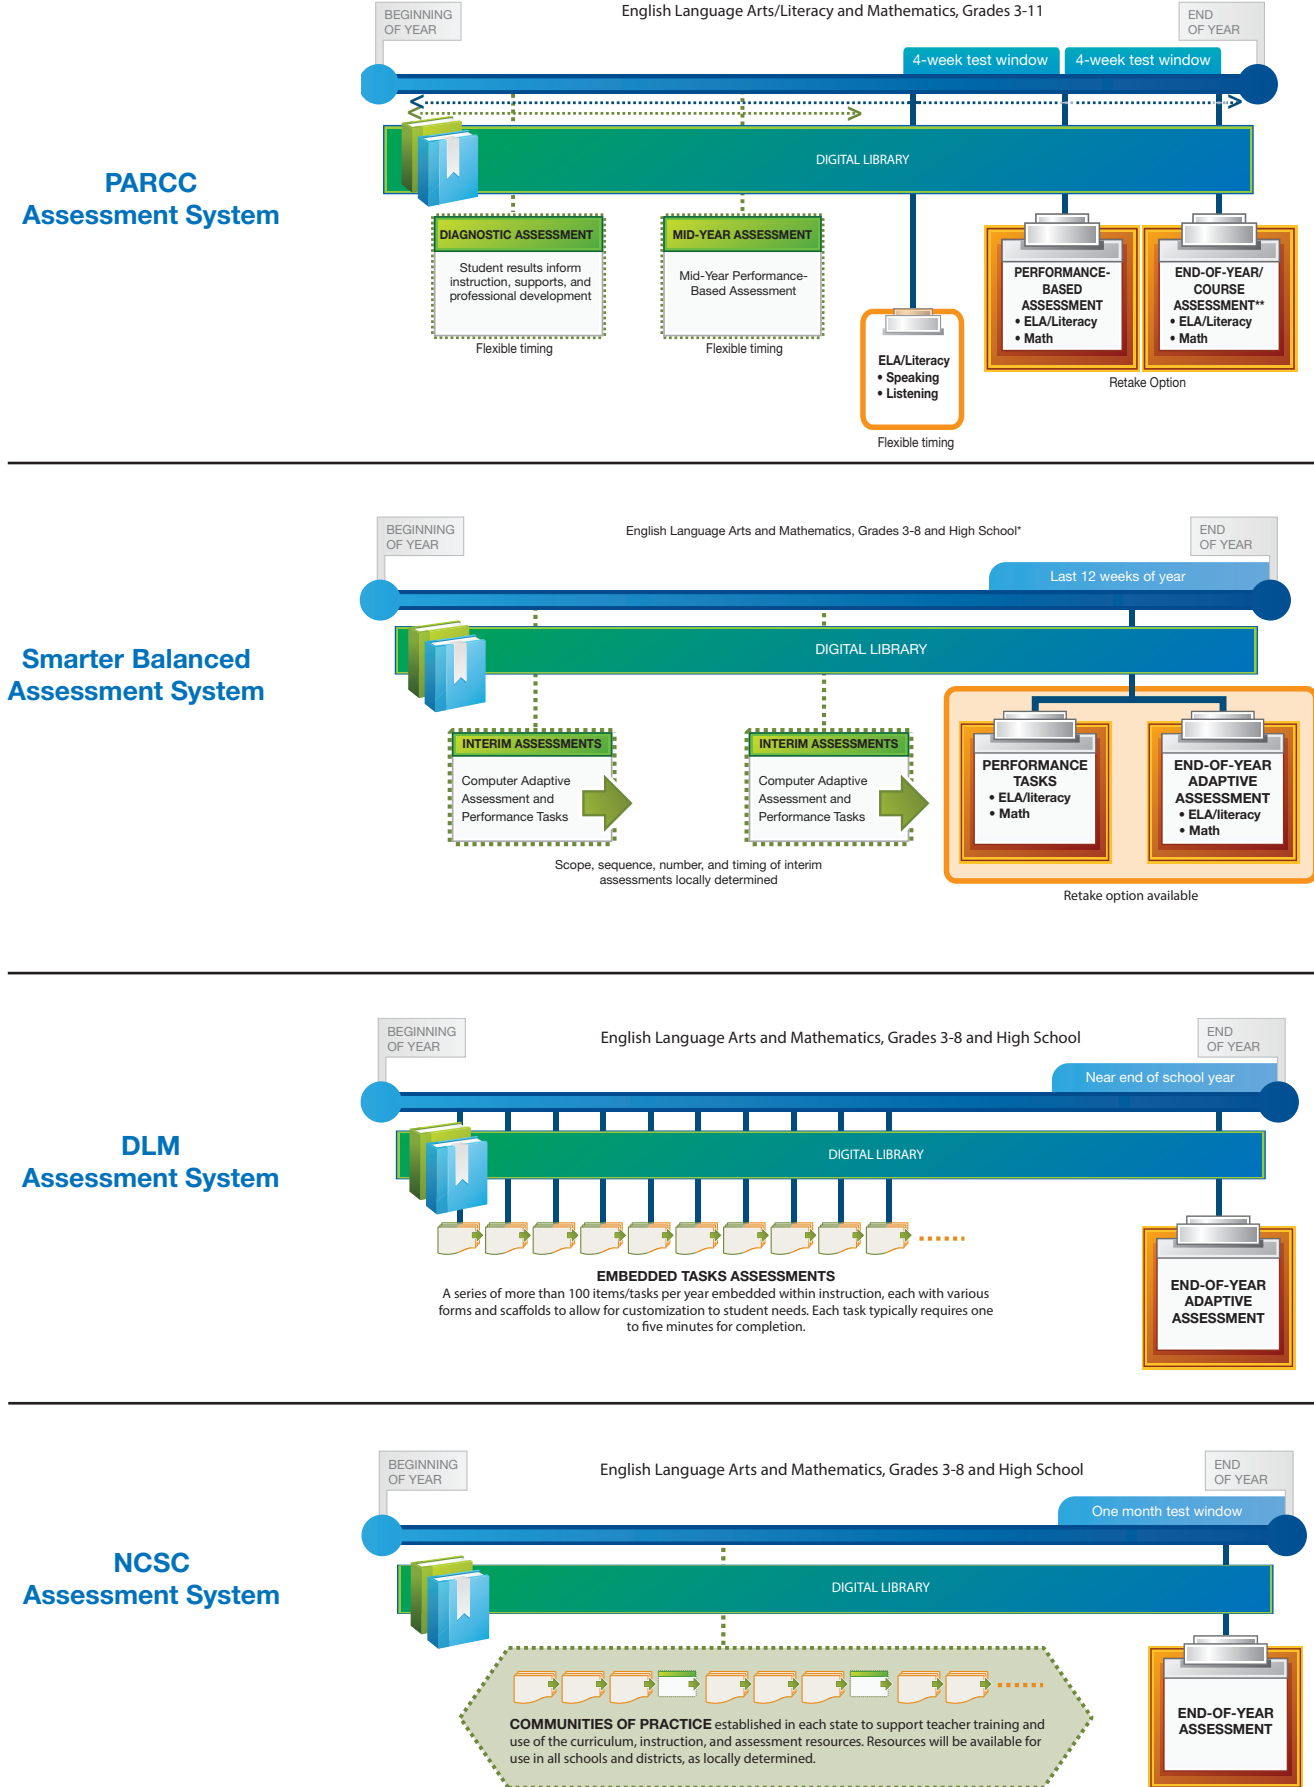 BEGINNING
OF YEAR
English Language Arts/Literacy and Mathematics, Grades 3-11
END
OF YEAR
4-week test window
4-week test window
DIGITAL LIBRARY
PARCC
Assessment System
DIAGNOSTIC ASSESSMENT
Student results inform
instruction, supports, and
professional development
Flexible timing
MID-YEAR ASSESSMENT
Mid-Year Performance-
Based Assessment
Flexible timing
ELA/Literacy
• Speaking
• Listening
Flexible timing
PERFORMANCE-
BASED
ASSESSMENT
• ELA/Literacy
• Math
END-OF-YEAR/
COURSE
ASSESSMENT**
• ELA/Literacy
• Math
Retake Option
BEGINNING
OF YEAR
English Language Arts and Mathematics, Grades 3-8 and High School*
END
OF YEAR
Last 12 weeks of year
DIGITAL LIBRARY
Smarter Balanced
Assessment System
INTERIM ASSESSMENTS
Computer Adaptive
Assessment and
Performance Tasks
INTERIM ASSESSMENTS
Computer Adaptive
Assessment and
Performance Tasks
Scope, sequence, number, and timing of interim
assessments locally determined
PERFORMANCE
TASKS
• ELA/literacy
• Math
END-OF-YEAR
ADAPTIVE
ASSESSMENT
• ELA/literacy
• Math
Retake option available
BEGINNING
OF YEAR
English Language Arts and Mathematics, Grades 3-8 and High School
END
OF YEAR
Near end of school year
DIGITAL LIBRARY
DLM
Assessment System
EMBEDDED TASKS ASSESSMENTS
A series of more than 100 items/tasks per year embedded within instruction, each with various
forms and scaffolds to allow for customization to student needs. Each task typically requires one
to five minutes for completion.
END-OF-YEAR
ADAPTIVE
ASSESSMENT
BEGINNING
OF YEAR
English Language Arts and Mathematics, Grades 3-8 and High School
END
OF YEAR
One month test window
DIGITAL LIBRARY
NCSC
Assessment System
COMMUNITIES OF PRACTICE established in each state to support teacher training and
use of the curriculum, instruction, and assessment resources. Resources will be available for
use in all schools and districts, as locally determined.
END-OF-YEAR
ASSESSMENT